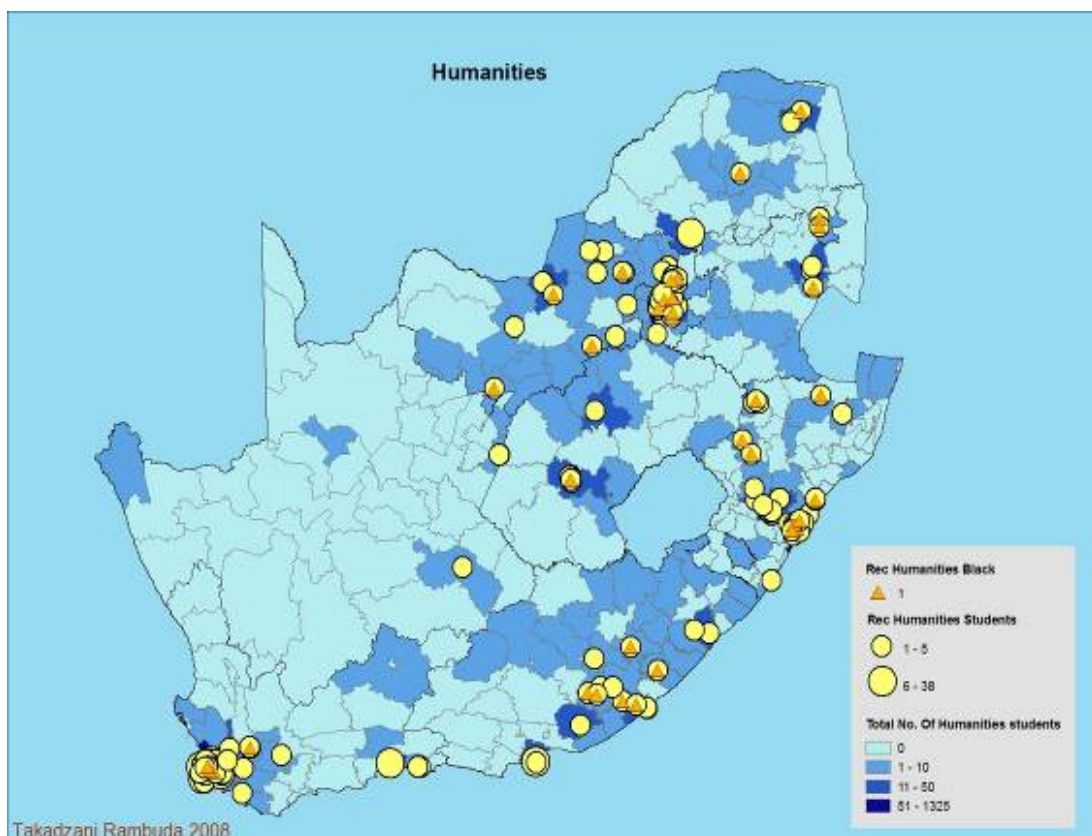 Humanities
Rec Humanities Black
1
Rec Humanities Students
1 - 5
6 - 38
Total No. Of Humanities students
0
1 - 10
11 - 50
51 - 1325
Takadzani Rambuda 2008